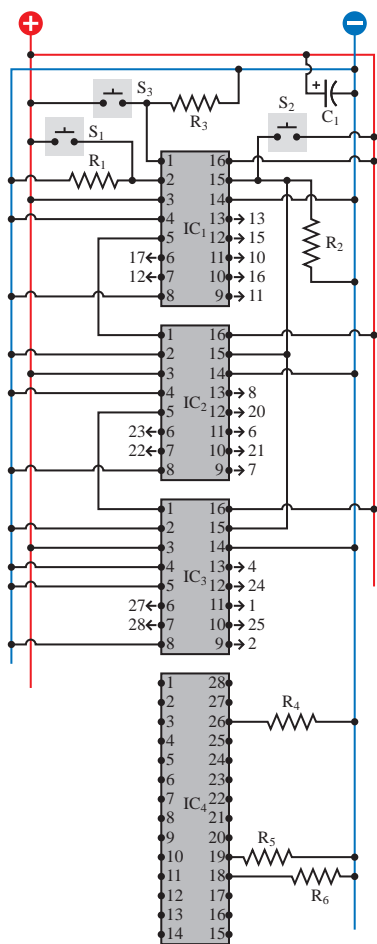 + −
S3
R3
S2
C1
+
S1
R1
R2
IC1
1 16
2 15
3 14
4 13 13
5 12 15
17 6 11 10
12 7 10 16
8 9 11
IC2
1 16
2 15
3 14
4 13 8
5 12 20
23 6 11 6
22 7 10 21
8 9 7
IC3
1 16
2 15
3 14
4 13 4
5 12 24
27 6 11 1
28 7 10 25
8 9 2
IC4
1 28
2 27
3 26 R4
4 25
5 24
6 23
7 22
8 21
9 20
10 19 R5
11 18 R6
12 17
13 16
14 15